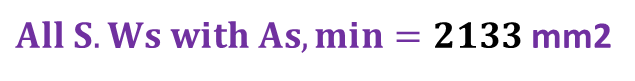 All S. Ws with As, min = 2133 mm2